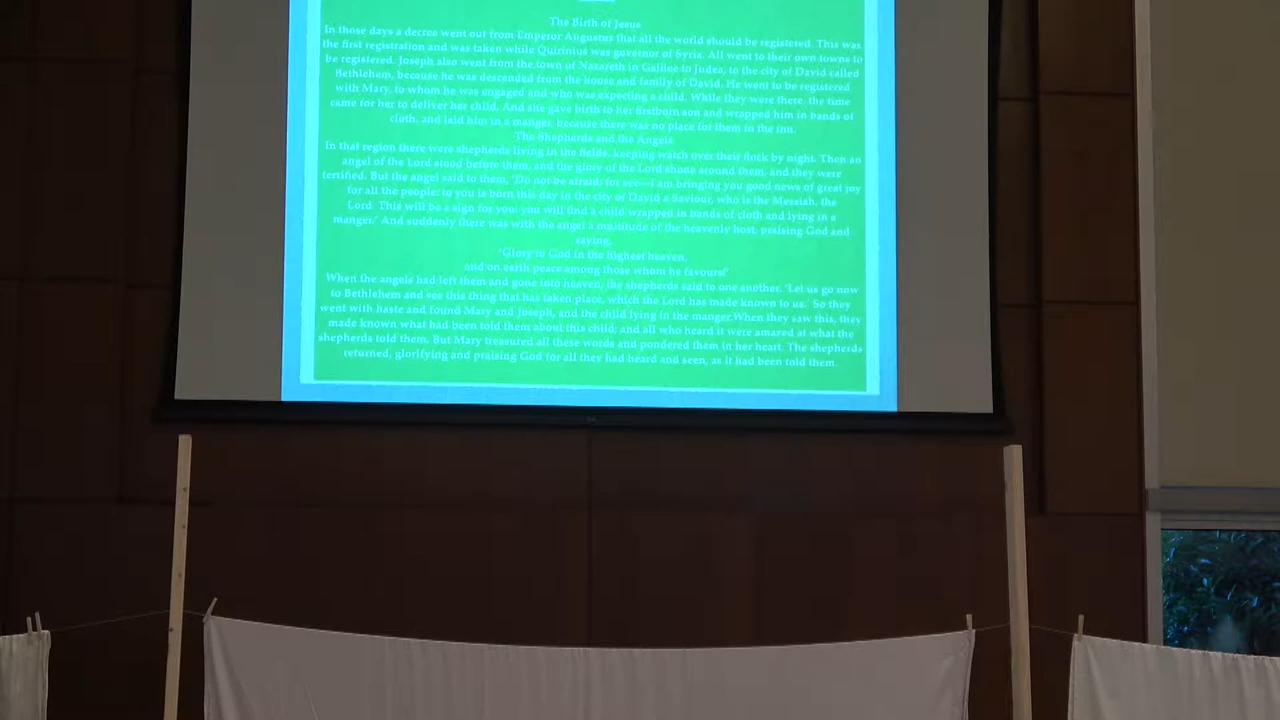 The Birth of Jesus
In those days a decree went out from Emperor Augustus that all the world should be registered. This was
the first registration and was taken while Quirinius was governor of Syria. All went to their own towns to
be registered. Joseph also went from the town of Nazareth in Galilee to Judea, to the city of David called
Bethlehem, because he was descended from the house and family of David. He went to be registered
with Mary, to whom he was engaged and who was expecting a child. While they were there, the time
came for her to deliver her child. And she gave birth to her firstborn son and wrapped him in bands of
cloth, and laid him in a manger, because there was no place for them in the inn.
The Shepherds and the Angels
In that region there were shepherds living in the fields, keeping watch over their flock by night. Then an
angel of the Lord stood before them, and the glory of the Lord shone around them, and they were
terrified. But the angel said to them, 'Do not be afraid; for see—I am bringing you good news of great joy
for all the people: to you is born this day in the city of David a Saviour, who is the Messiah, the
Lord. This will be a sign for you: you will find a child wrapped in bands of cloth and lying in a
manger.' And suddenly there was with the angel a multitude of the heavenly host, praising God and
saying,
'Glory to God in the highest heaven,
and on earth peace among those whom he favours!'
When the angels had left them and gone into heaven, the shepherds said to one another, 'Let us go now
to Bethlehem and see this thing that has taken place, which the Lord has made known to us.' So they
went with haste and found Mary and Joseph, and the child lying in the manger.When they saw this, they
made known what had been told them about this child; and all who heard it were amazed at what the
shepherds told them. But Mary treasured all these words and pondered them in her heart. The shepherds
returned, glorifying and praising God for all they had heard and seen, as it had been told them.